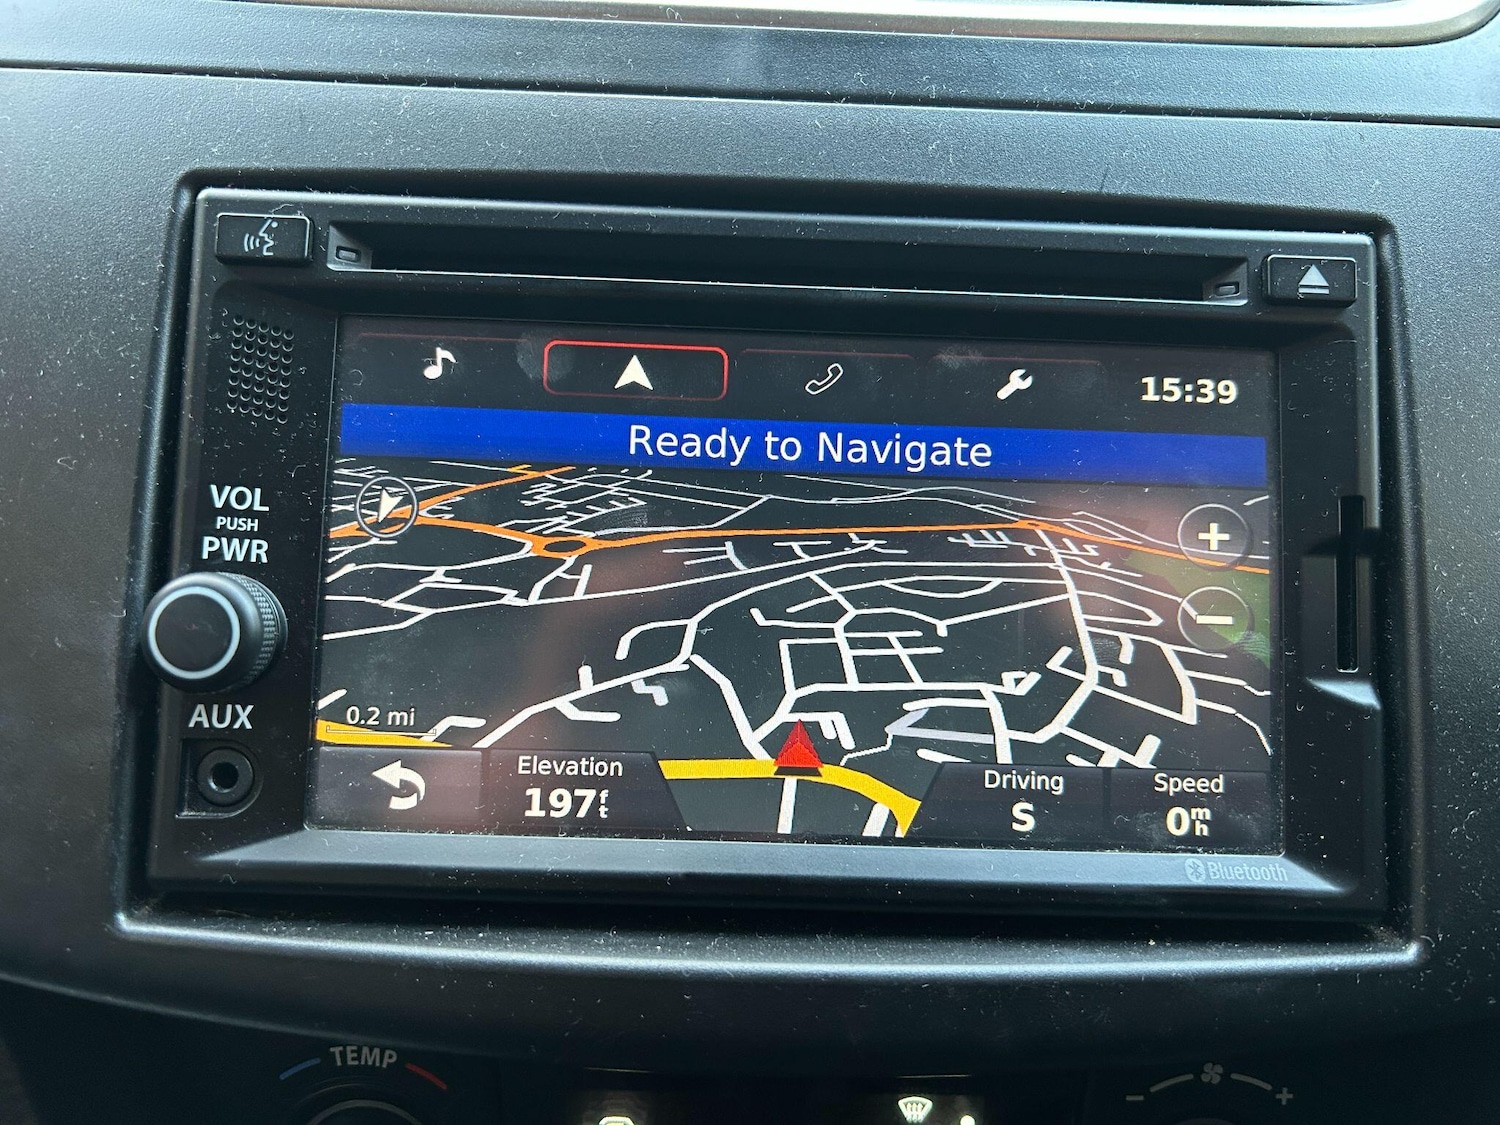 15:39
Ready to Navigate
VOL
PUSH
PWR
+
−
AUX
0.2 mi
Elevation
197ft
Driving
S
Speed
0mh
Bluetooth
TEMP
− +